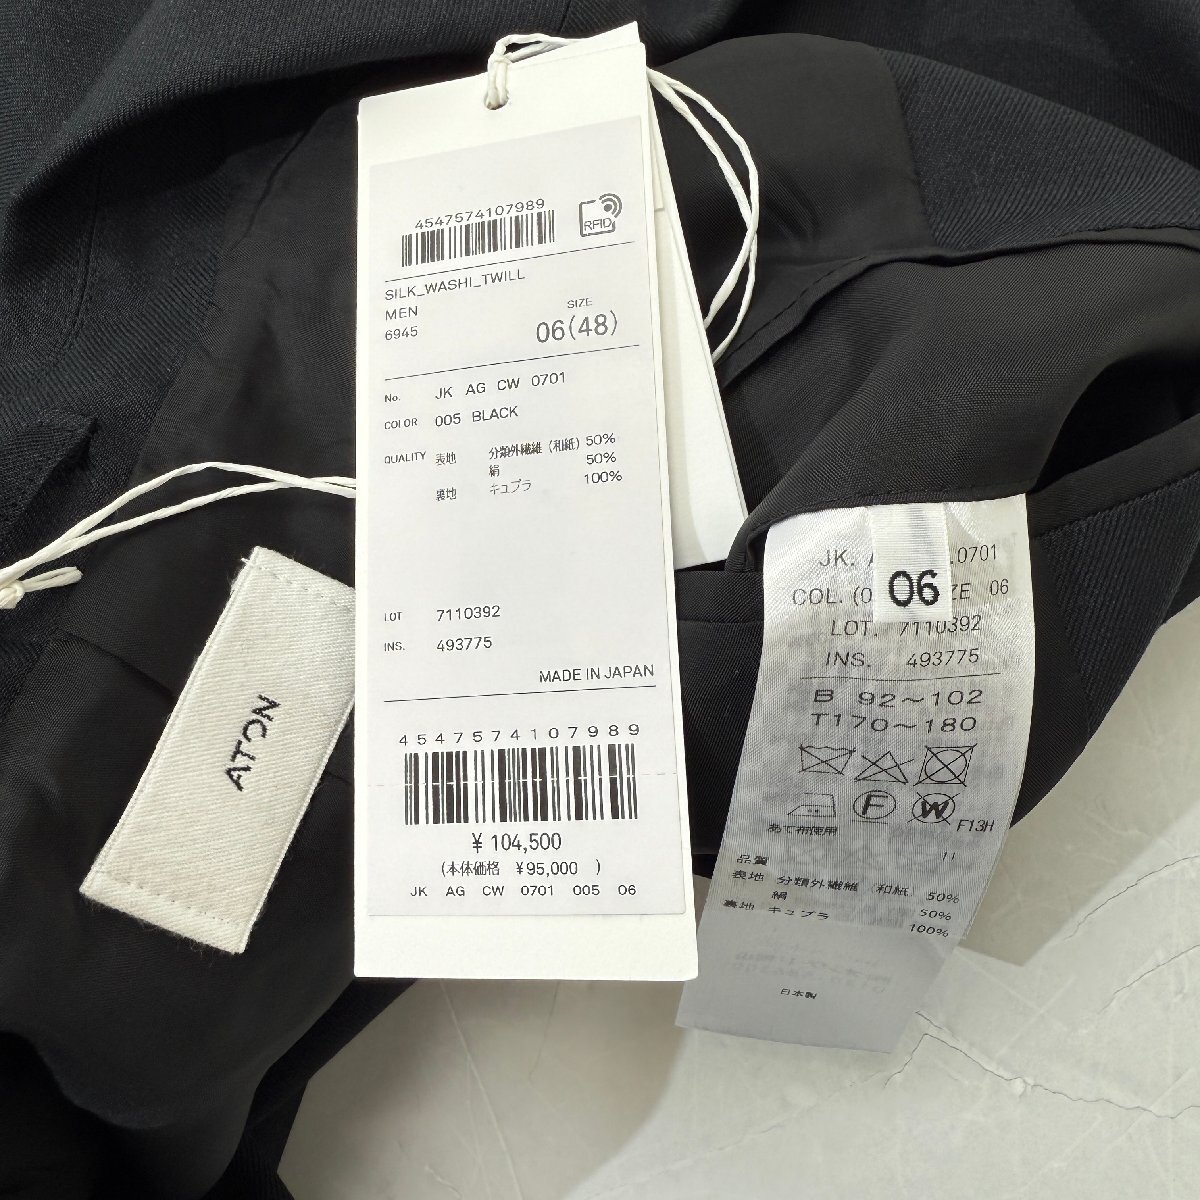 4547574107989
RFID
SILK_WASHI_TWILL
MEN
6945
SIZE
06(48)
No. JK AG CW 0701
COLOR 005 BLACK
QUALITY 表地 分類外繊維（和紙） 50%
絹 50%
裏地 キュプラ 100%
LOT 7110392
INS. 493775
MADE IN JAPAN
4547574107989
¥ 104,500
(本体価格 ¥95,000 )
JK AG CW 0701 005 06
ATON
06
JK. .0701
COL. (0 ZE 06
LOT. 7110392
INS. 493775
B 92～102
T170～180
F W
あて布使用
F13H
11
品質
表地 分類外繊維（和紙） 50%
絹 50%
裏地 キュプラ 100%
日本製